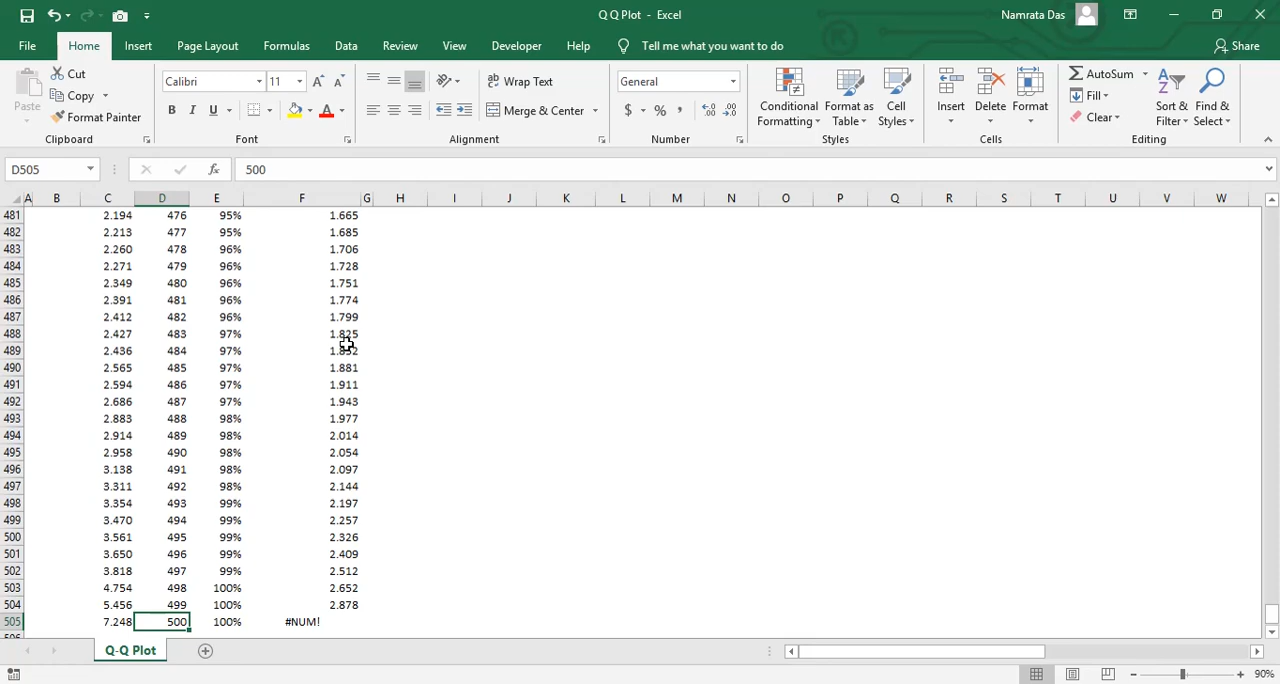 Q Q Plot - Excel
Namrata Das
File Home Insert Page Layout Formulas Data Review View Developer Help Tell me what you want to do Share
Paste
Cut
Copy
Format Painter
Clipboard
Calibri 11
B I U
Font
Wrap Text
Merge & Center
Alignment
General
$ % ,
Number
Conditional Formatting
Format as Table
Cell Styles
Styles
Insert Delete Format
Cells
AutoSum
Fill
Clear
Sort & Filter
Find & Select
Editing
D505 fx 500
A B C D E F G H I J K L M N O P Q R S T U V W
481 2.194 476 95% 1.665
482 2.213 477 95% 1.685
483 2.260 478 96% 1.706
484 2.271 479 96% 1.728
485 2.349 480 96% 1.751
486 2.391 481 96% 1.774
487 2.412 482 96% 1.799
488 2.427 483 97% 1.825
489 2.436 484 97% 1.852
490 2.565 485 97% 1.881
491 2.594 486 97% 1.911
492 2.686 487 97% 1.943
493 2.883 488 98% 1.977
494 2.914 489 98% 2.014
495 2.958 490 98% 2.054
496 3.138 491 98% 2.097
497 3.311 492 98% 2.144
498 3.354 493 99% 2.197
499 3.470 494 99% 2.257
500 3.561 495 99% 2.326
501 3.650 496 99% 2.409
502 3.818 497 99% 2.512
503 4.754 498 100% 2.652
504 5.456 499 100% 2.878
505 7.248 500 100% #NUM!
Q-Q Plot
90%